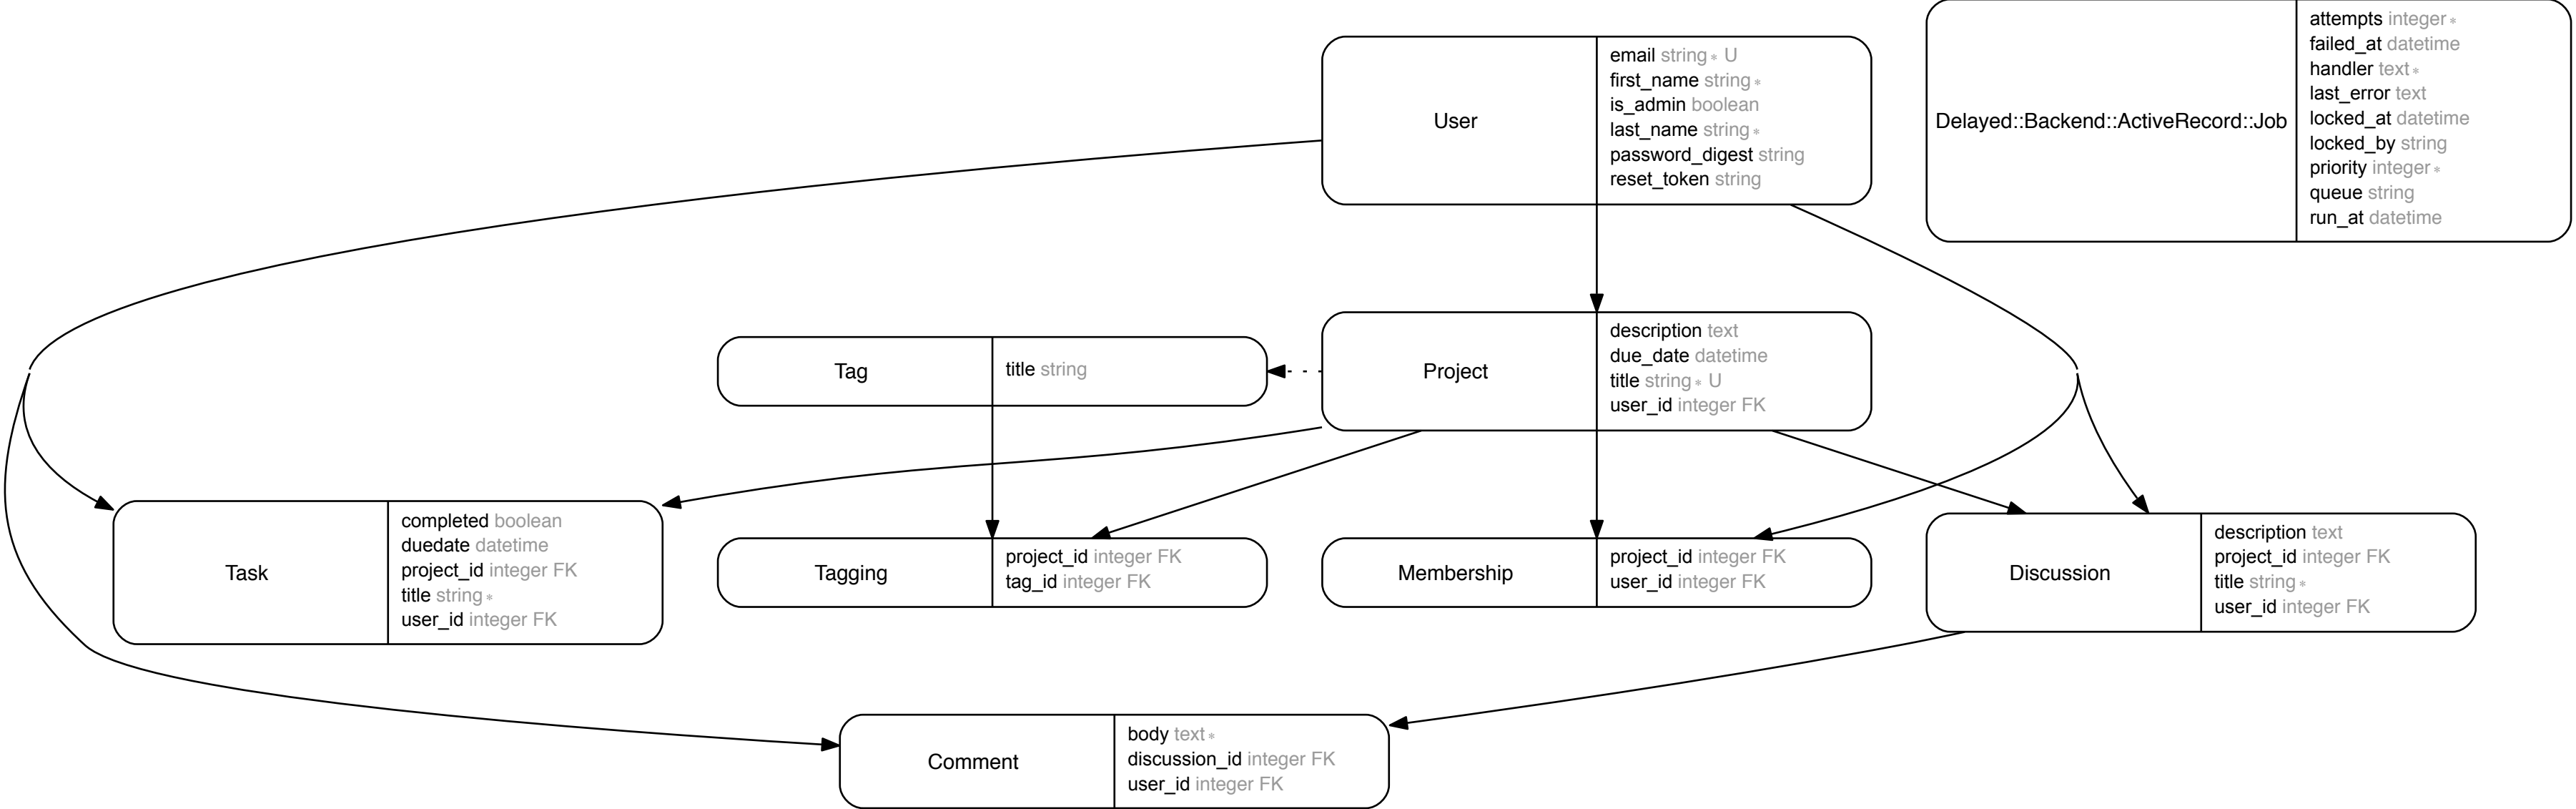 User
email string* U
first_name string*
is_admin boolean
last_name string*
password_digest string
reset_token string
Delayed::Backend::ActiveRecord::Job
attempts integer*
failed_at datetime
handler text*
last_error text
locked_at datetime
locked_by string
priority integer*
queue string
run_at datetime
Tag
title string
Project
description text
due_date datetime
title string* U
user_id integer FK
Task
completed boolean
duedate datetime
project_id integer FK
title string*
user_id integer FK
Tagging
project_id integer FK
tag_id integer FK
Membership
project_id integer FK
user_id integer FK
Discussion
description text
project_id integer FK
title string*
user_id integer FK
Comment
body text*
discussion_id integer FK
user_id integer FK